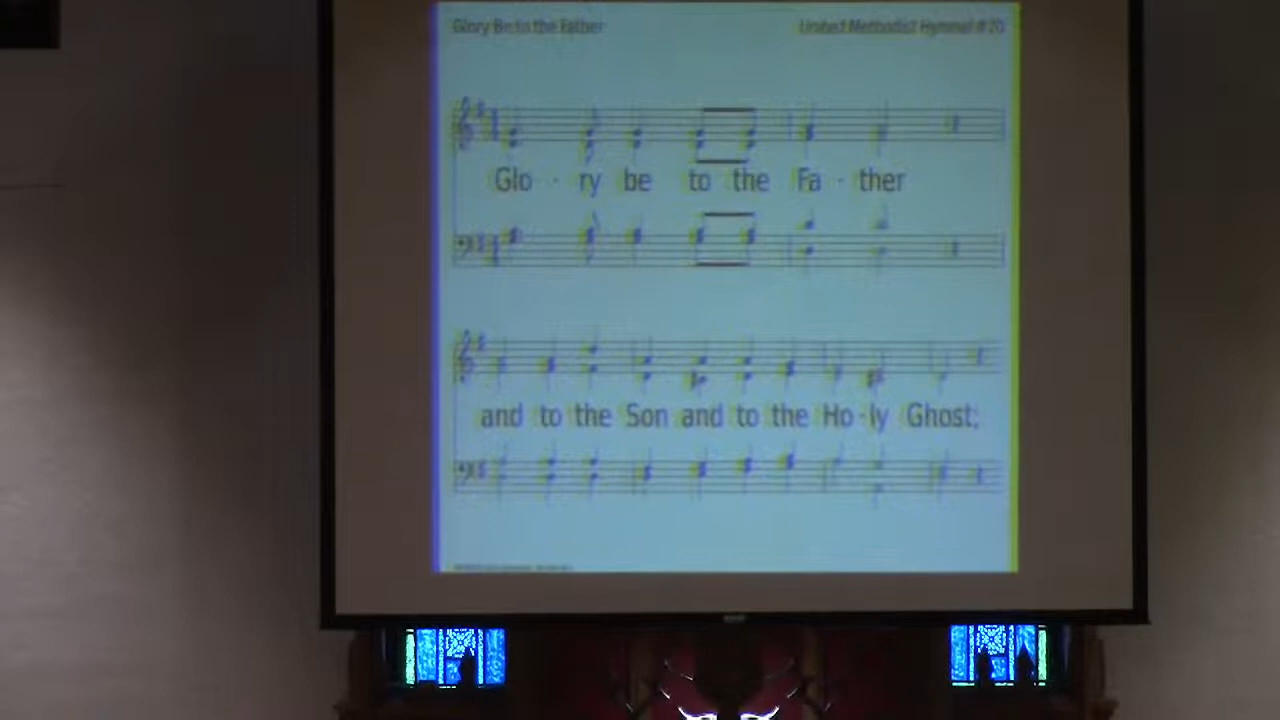 Glory Be to the Father United Methodist Hymnal #70
Glo - ry be to the Fa - ther
and to the Son and to the Ho - ly Ghost;